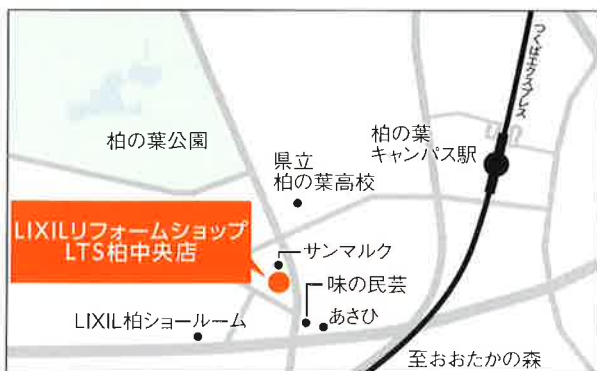 つくばエクスプレス
柏の葉公園
柏の葉
キャンパス駅
県立
柏の葉高校
LIXILリフォームショップ
LTS柏中央店
サンマルク
味の民芸
LIXIL柏ショールーム
あさひ
至おおたかの森